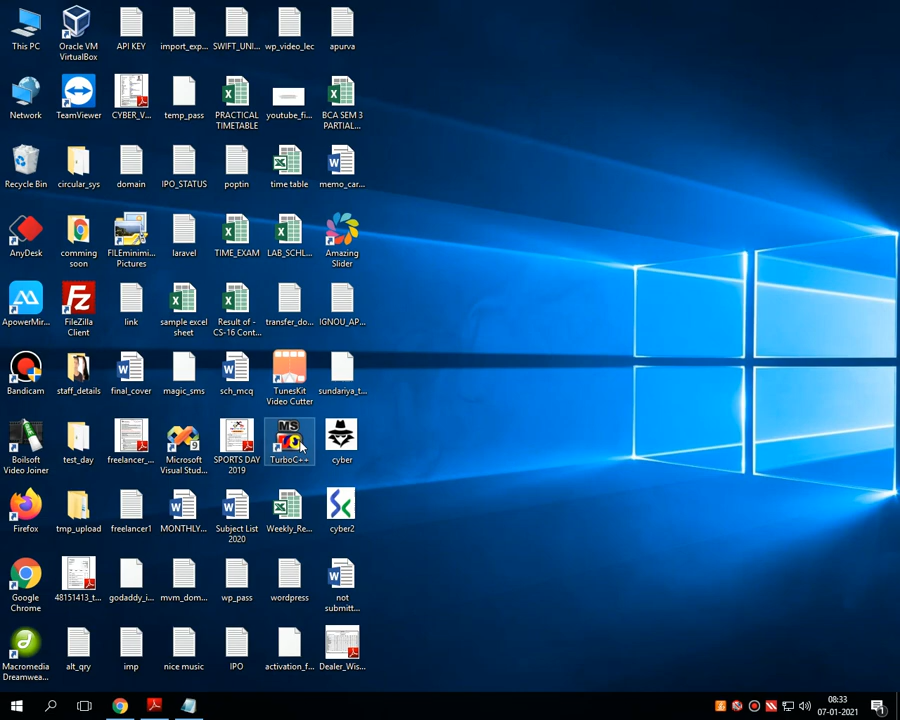 This PC
Oracle VM
VirtualBox
API KEY
import_exp...
SWIFT_UNI...
wp_video_lec
apurva
Network
TeamViewer
CYBER_V...
temp_pass
PRACTICAL
TIMETABLE
youtube_fi...
BCA SEM 3
PARTIAL...
Recycle Bin
circular_sys
domain
IPO_STATUS
poptin
time table
memo_car...
AnyDesk
comming
soon
FILEminimi...
Pictures
laravel
TIME_EXAM
LAB_SCHL...
Amazing
Slider
ApowerMir...
FileZilla
Client
link
sample excel
sheet
Result of -
CS-16 Cont...
transfer_do...
IGNOU_AP...
Bandicam
staff_details
final_cover
magic_sms
sch_mcq
TunesKit
Video Cutter
sundariya_t...
Boilsoft
Video Joiner
test_day
freelancer_...
Microsoft
Visual Stud...
SPORTS DAY
2019
MS
TurboC++
cyber
Firefox
tmp_upload
freelancer1
MONTHLY...
Subject List
2020
Weekly_Re...
cyber2
Google
Chrome
48151413_t...
godaddy_i...
mvm_dom...
wp_pass
wordpress
not
submitt...
Macromedia
Dreamwea...
alt_qry
imp
nice music
IPO
activation_f...
Dealer_Wis...
08:33
07-01-2021
1